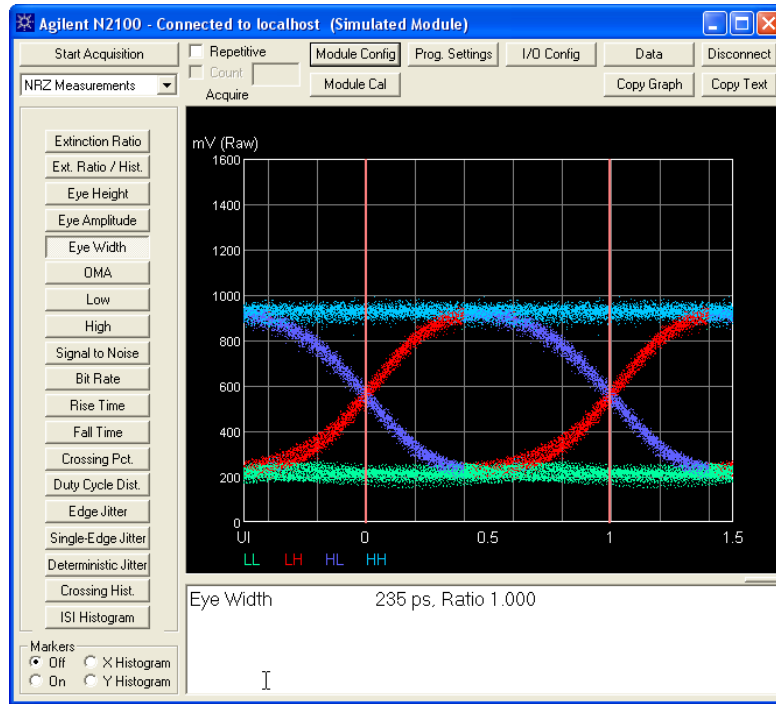 Agilent N2100 - Connected to localhost (Simulated Module)
Start Acquisition
Repetitive
Module Config
Prog. Settings
I/O Config
Data
Disconnect
NRZ Measurements
Count
Acquire
Module Cal
Copy Graph
Copy Text
Extinction Ratio
Ext. Ratio / Hist.
Eye Height
Eye Amplitude
Eye Width
OMA
Low
High
Signal to Noise
Bit Rate
Rise Time
Fall Time
Crossing Pct.
Duty Cycle Dist.
Edge Jitter
Single-Edge Jitter
Deterministic Jitter
Crossing Hist.
ISI Histogram
Markers
Off
X Histogram
On
Y Histogram
mV (Raw)
1600
1400
1200
1000
800
600
400
200
0
UI 0 0.5 1 1.5
LL LH HL HH
Eye Width 235 ps, Ratio 1.000